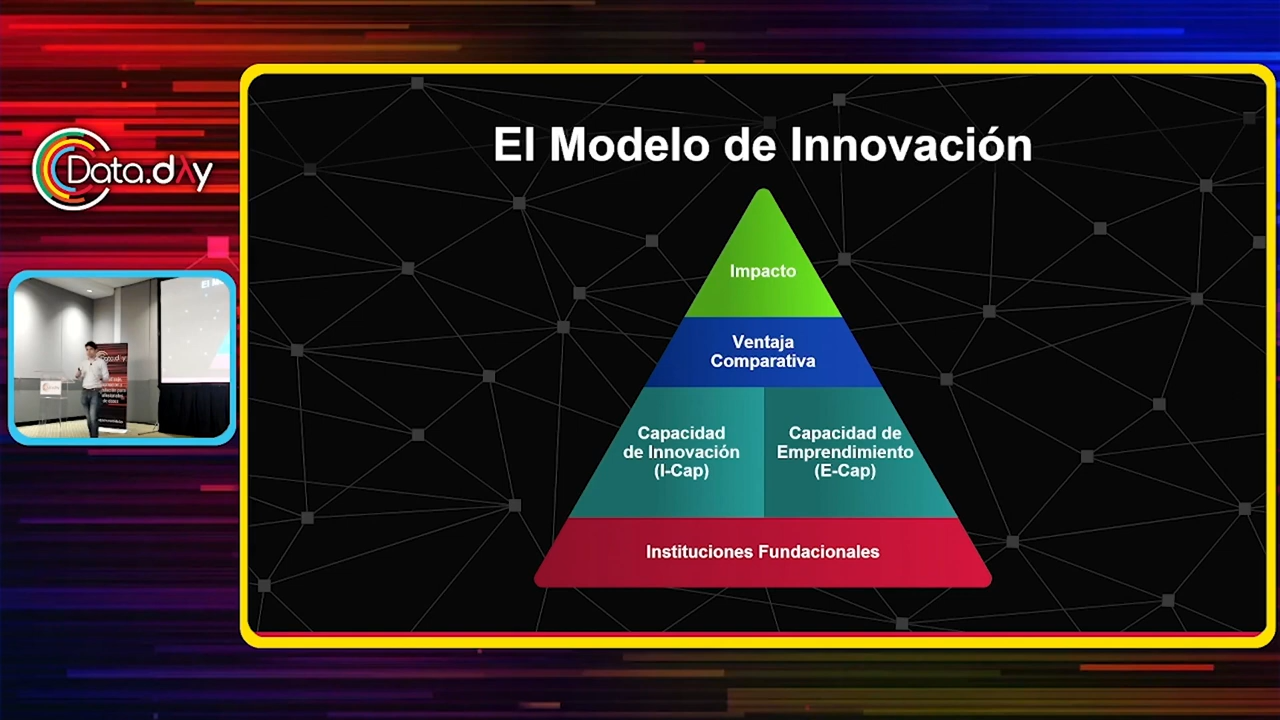 El Modelo de Innovación
Data.dAy
Impacto
Ventaja
Comparativa
Capacidad
de Innovación
(I-Cap)
Capacidad de
Emprendimiento
(E-Cap)
Instituciones Fundacionales